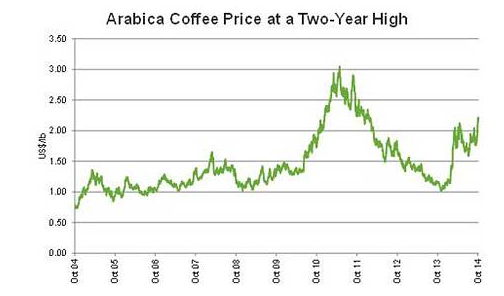 Arabica Coffee Price at a Two-Year High
3.50
3.00
2.50
2.00
1.50
1.00
0.50
0.00
US$/lb
Oct 04
Oct 05
Oct 06
Oct 07
Oct 08
Oct 09
Oct 10
Oct 11
Oct 12
Oct 13
Oct 14